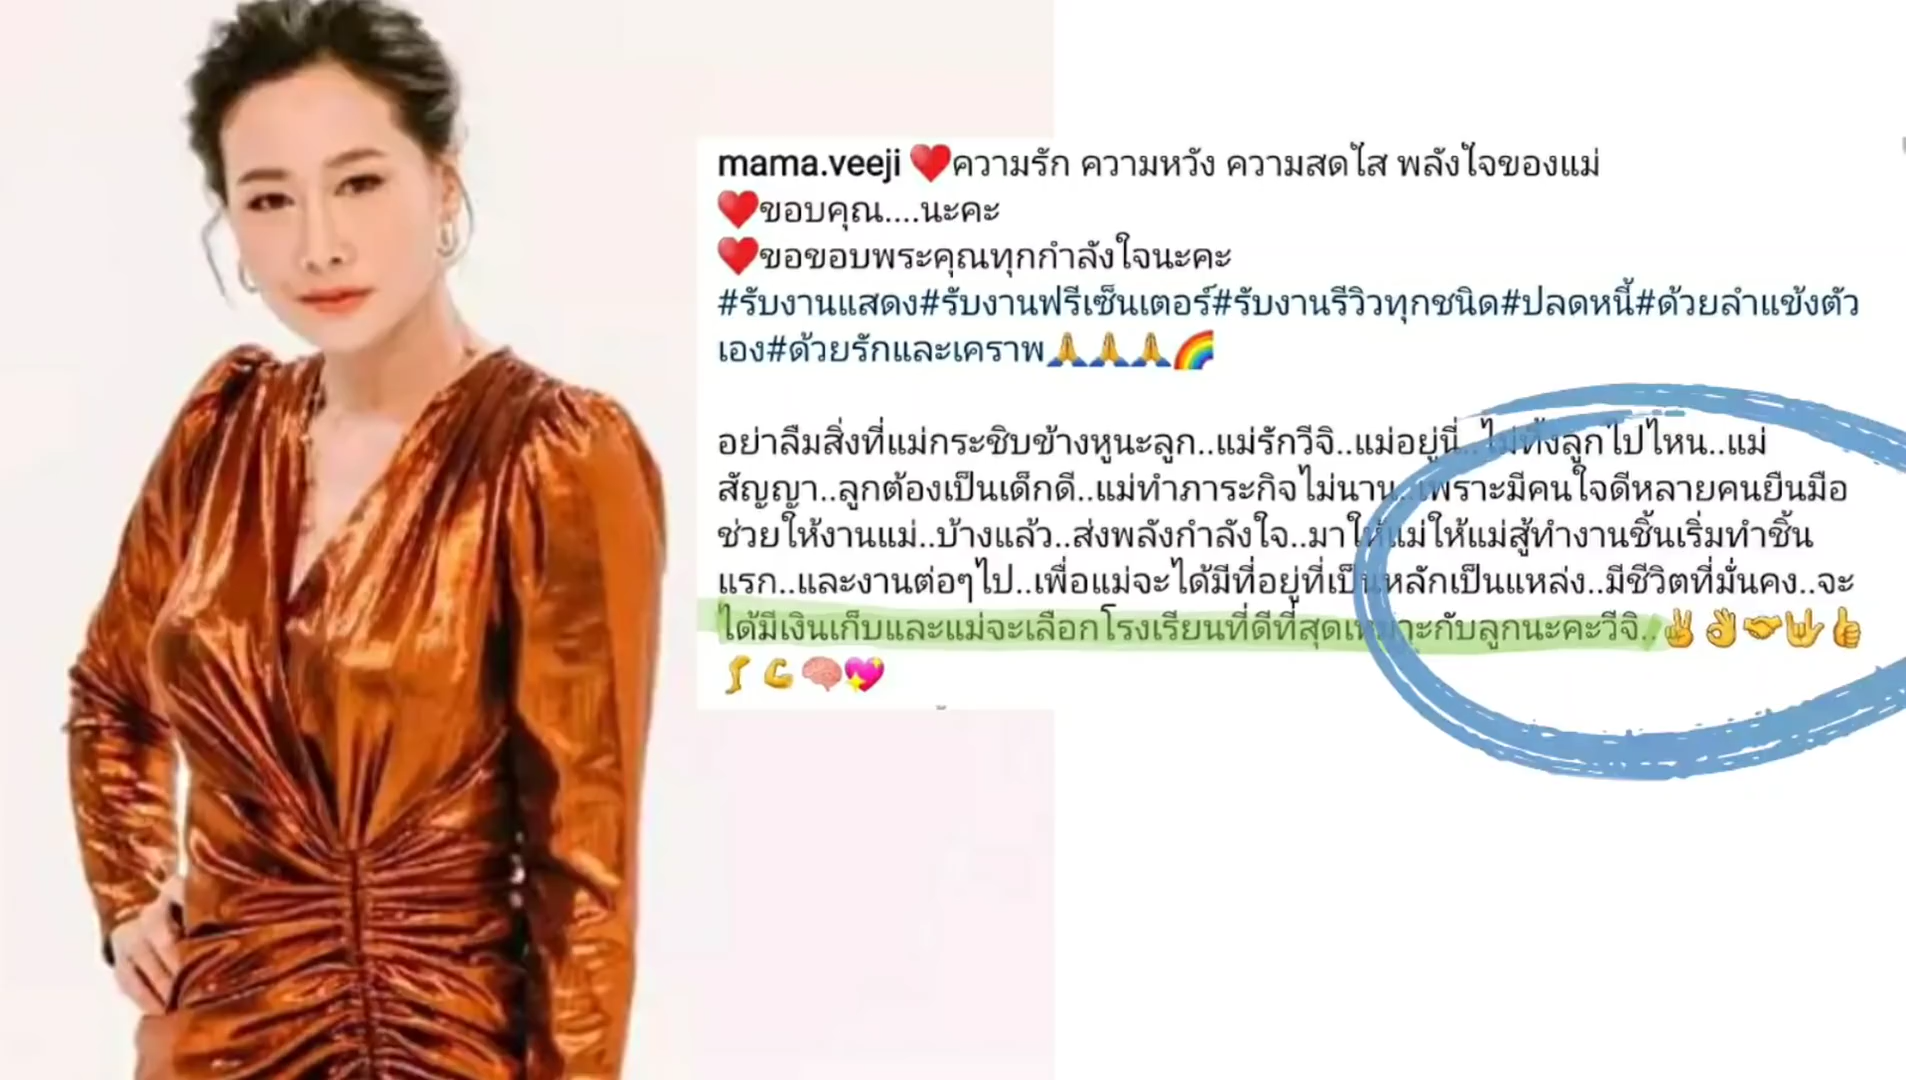 mama.veeji ❤️ความรัก ความหวัง ความสดใส พลังใจของแม่
❤️ขอบคุณ....นะคะ
❤️ขอขอบพระคุณทุกกำลังใจนะคะ
#รับงานแสดง#รับงานฟรีเซ็นเตอร์#รับงานรีวิวทุกชนิด#ปลดหนี้#ด้วยลำแข้งตัว
เอง#ด้วยรักและเคราพ🙏🙏🙏🌈
อย่าลืมสิ่งที่แม่กระซิบข้างหูนะลูก..แม่รักวีจิ..แม่อยู่นี่..ไม่ทิ้งลูกไปไหน..แม่
สัญญา..ลูกต้องเป็นเด็กดี..แม่ทำภาระกิจไม่นาน..เพราะมีคนใจดีหลายคนยืนมือ
ช่วยให้งานแม่..บ้างแล้ว..ส่งพลังกำลังใจ..มาให้แม่ให้แม่สู้ทำงานชิ้นเริ่มทำชิ้น
แรก..และงานต่อๆไป..เพื่อแม่จะได้มีที่อยู่ที่เป็นหลักเป็นแหล่ง..มีชีวิตที่มั่นคง..จะ
ได้มีเงินเก็บและแม่จะเลือกโรงเรียนที่ดีที่สุดเหมาะกับลูกนะคะวีจิ..✌️👌🤝🤟👍
🦵💪🧠💖